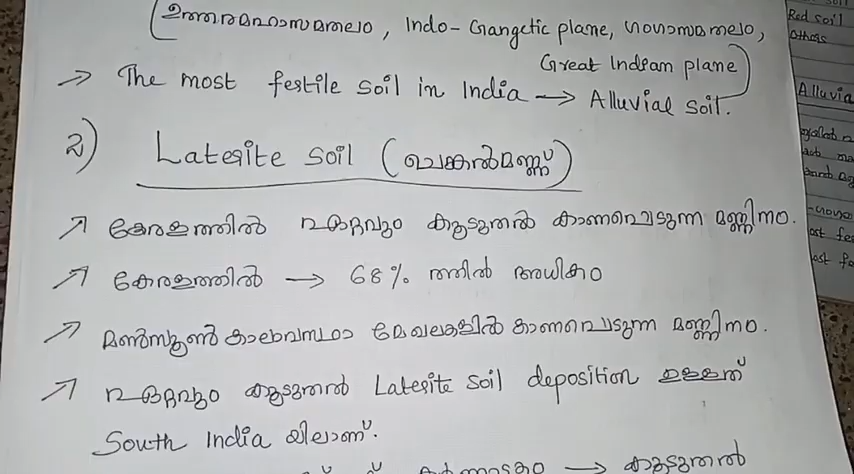 (ഉത്തരമഹാസമതലം, Indo-Gangetic plane, ഗംഗാസമതലം,
Great Indian plane)
→ The most fertile soil in India → Alluvial soil.
2) Laterite soil (ചെങ്കൽമണ്ണ്)
→ കേരളത്തിൽ ഏറ്റവും കൂടുതൽ കാണപ്പെടുന്ന മണ്ണിനം.
→ കേരളത്തിൽ → 68% ത്തിൽ അധികം
→ മൺസൂൺ കാലാവസ്ഥാ മേഖലകളിൽ കാണപ്പെടുന്ന മണ്ണിനം.
→ ഏറ്റവും കൂടുതൽ Laterite soil deposition ഉള്ളത്
South India യിലാണ്.
→ കൂടുതൽ
Red soil
Others
Alluvia